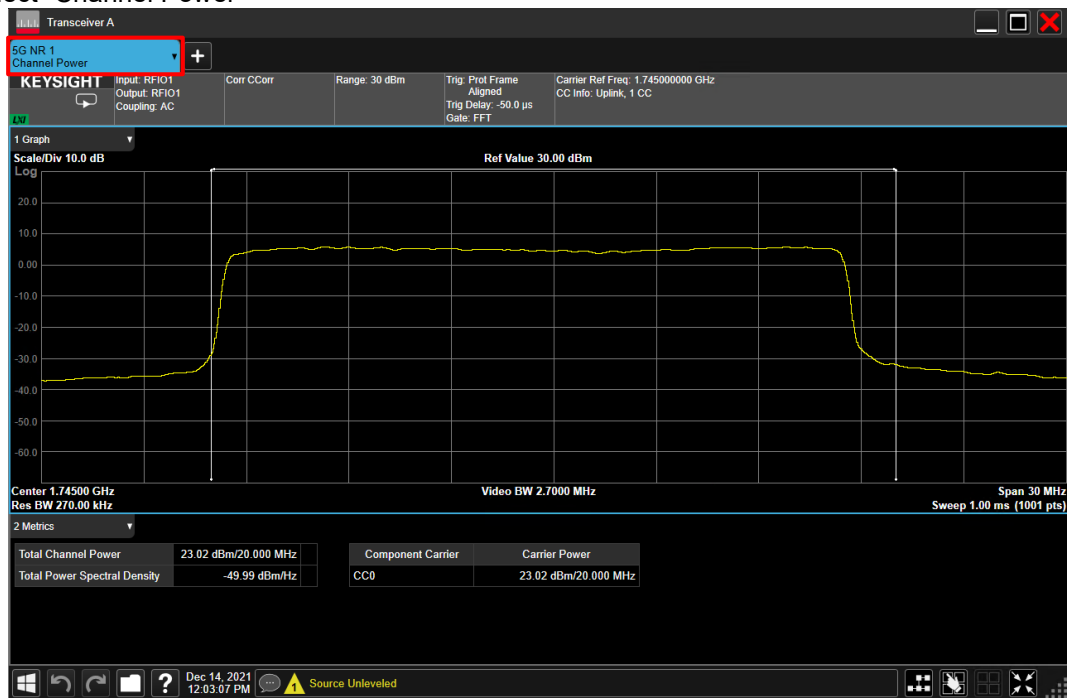 Channel Power
Transceiver A
5G NR 1
Channel Power
+
KEYSIGHT
LXI
Input: RFIO1
Output: RFIO1
Coupling: AC
Corr CCorr
Range: 30 dBm
Trig: Prot Frame
Aligned
Trig Delay: -50.0 µs
Gate: FFT
Carrier Ref Freq: 1.745000000 GHz
CC Info: Uplink, 1 CC
1 Graph
Scale/Div 10.0 dB
Ref Value 30.00 dBm
Log
20.0
10.0
0.00
-10.0
-20.0
-30.0
-40.0
-50.0
-60.0
Center 1.74500 GHz
Video BW 2.7000 MHz
Span 30 MHz
Res BW 270.00 kHz
Sweep 1.00 ms (1001 pts)
2 Metrics
Total Channel Power 23.02 dBm/20.000 MHz
Total Power Spectral Density -49.99 dBm/Hz
Component Carrier Carrier Power
CC0 23.02 dBm/20.000 MHz
?
Dec 14, 2021
12:03:07 PM
1
Source Unleveled